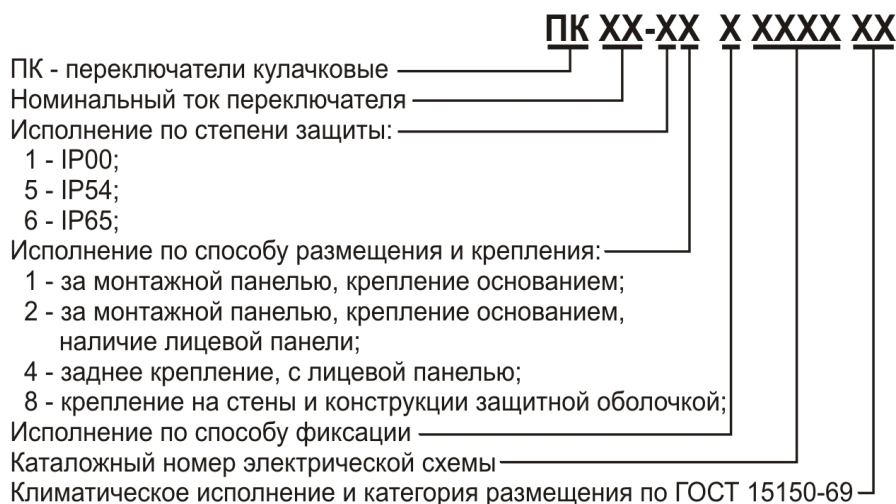 ПК ХХ-ХХ Х ХХХХ ХХ
ПК - переключатели кулачковые
Номинальный ток переключателя
Исполнение по степени защиты:
1 - IP00;
5 - IP54;
6 - IP65;
Исполнение по способу размещения и крепления:
1 - за монтажной панелью, крепление основанием;
2 - за монтажной панелью, крепление основанием,
наличие лицевой панели;
4 - заднее крепление, с лицевой панелью;
8 - крепление на стены и конструкции защитной оболочкой;
Исполнение по способу фиксации
Каталожный номер электрической схемы
Климатическое исполнение и категория размещения по ГОСТ 15150-69